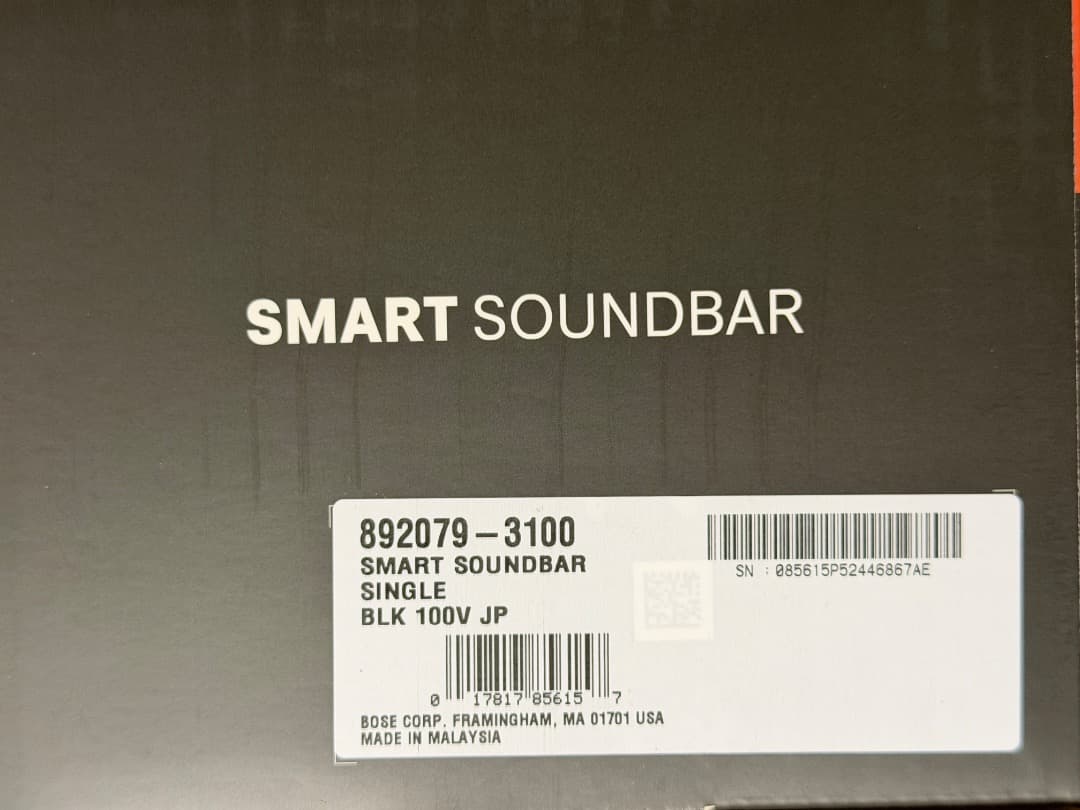 SMART SOUNDBAR
892079-3100
SMART SOUNDBAR
SINGLE
BLK 100V JP
SN : 085615P52446867AE
0 17817 85615 7
BOSE CORP. FRAMINGHAM, MA 01701 USA
MADE IN MALAYSIA